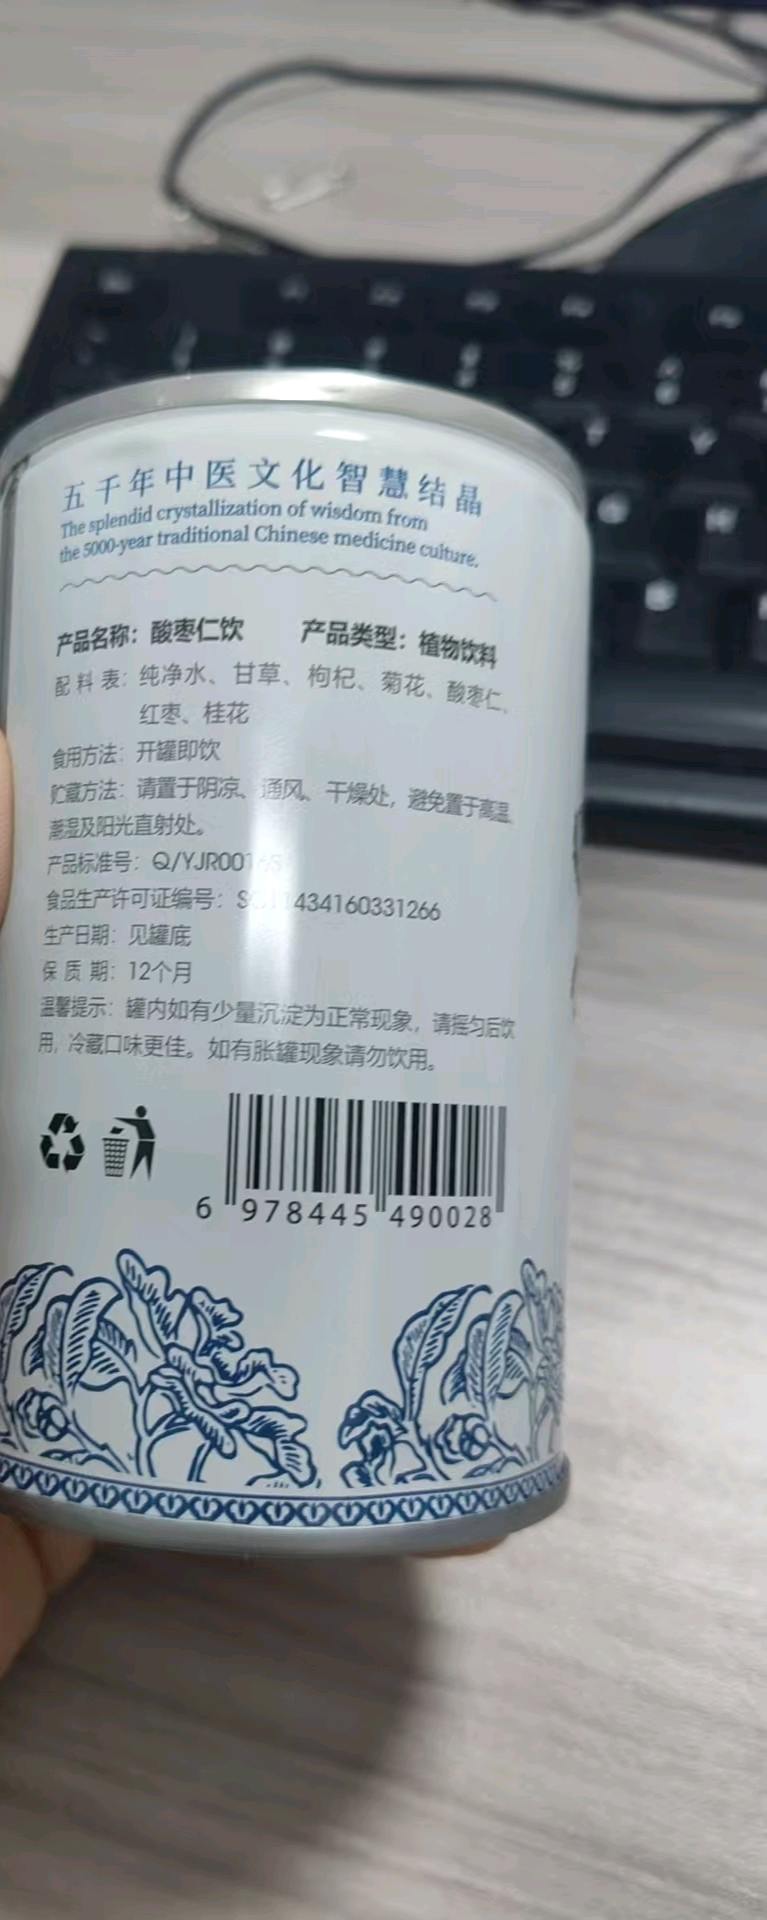 五千年中医文化智慧结晶
The splendid crystallization of wisdom from
the 5000-year traditional Chinese medicine culture.
产品名称：酸枣仁饮 产品类型：植物饮料
配料表：纯净水、甘草、枸杞、菊花、酸枣仁、
红枣、桂花
食用方法：开罐即饮
贮藏方法：请置于阴凉、通风、干燥处，避免置于高温、
潮湿及阳光直射处。
产品标准号：
食品生产许可证编号：
生产日期：见罐底
保质期：12个月
温馨提示：罐内如有少量沉淀为正常现象，请摇匀后饮
用，冷藏口味更佳。如有胀罐现象请勿饮用。
6 978445 490028